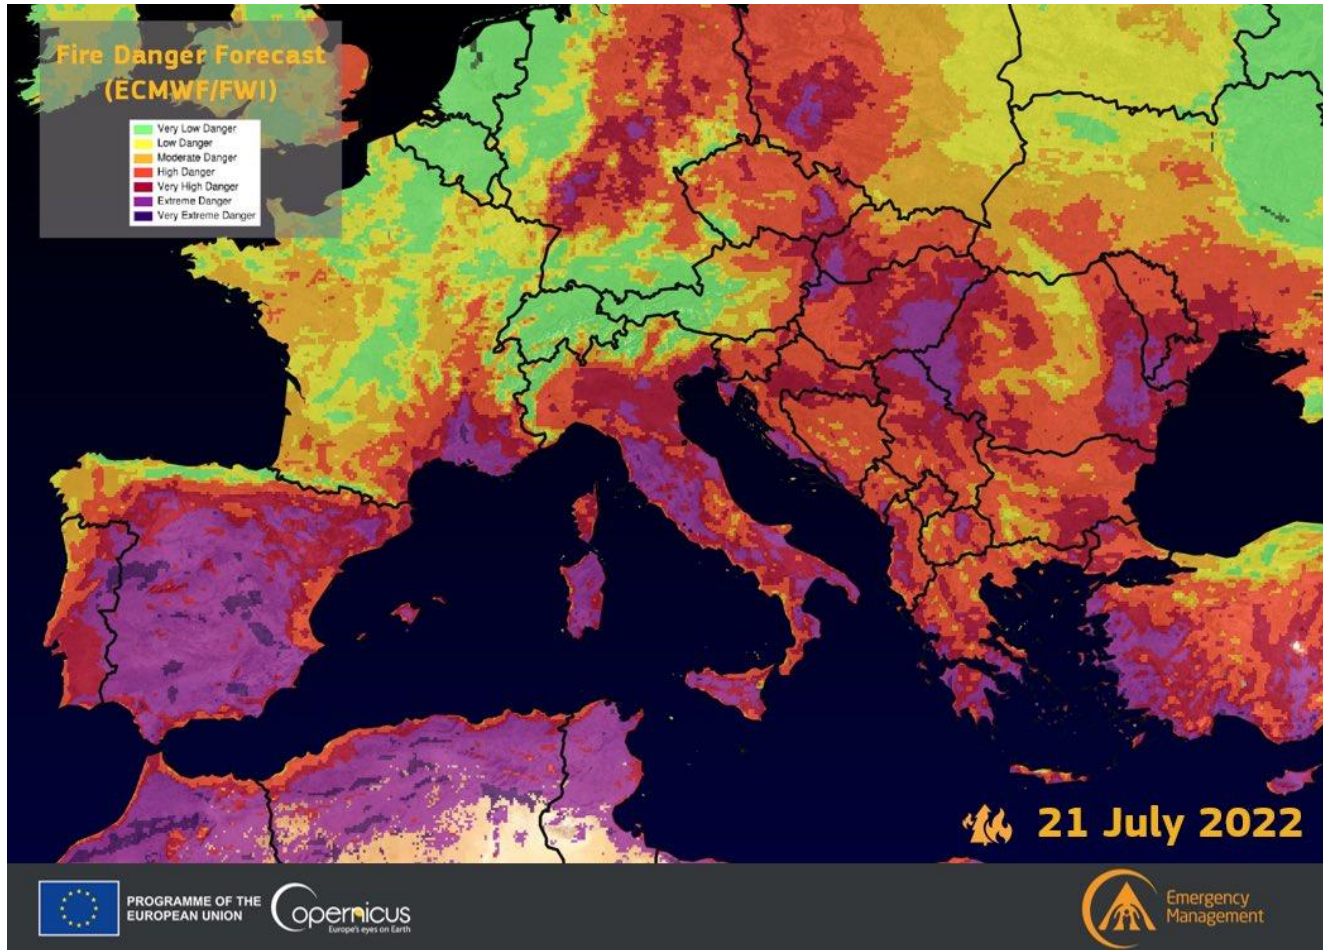 Fire Danger Forecast
(ECMWF/FWI)
Very Low Danger
Low Danger
Moderate Danger
High Danger
Very High Danger
Extreme Danger
Very Extreme Danger
21 July 2022
PROGRAMME OF THE
EUROPEAN UNION
opernicus
Europe's eyes on Earth
Emergency
Management